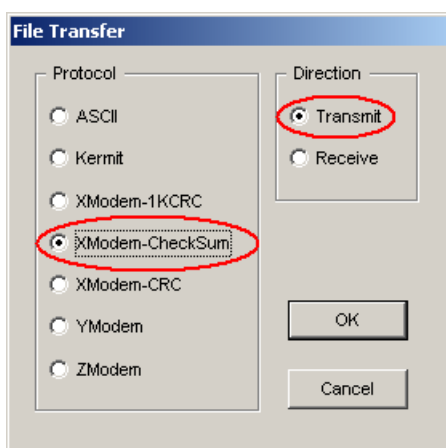 File Transfer
Protocol
ASCII
Kermit
XModem-1KCRC
XModem-CheckSum
XModem-CRC
YModem
ZModem
Direction
Transmit
Receive
OK
Cancel